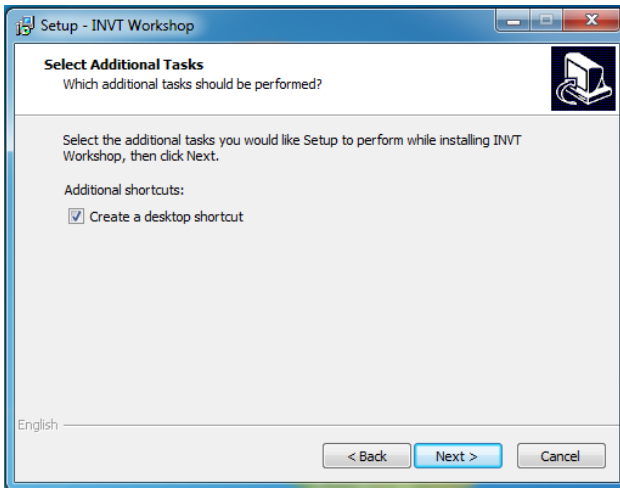 Setup - INVT Workshop
Select Additional Tasks
Which additional tasks should be performed?
Select the additional tasks you would like Setup to perform while installing INVT
Workshop, then click Next.
Additional shortcuts:
Create a desktop shortcut
English
< Back
Next >
Cancel